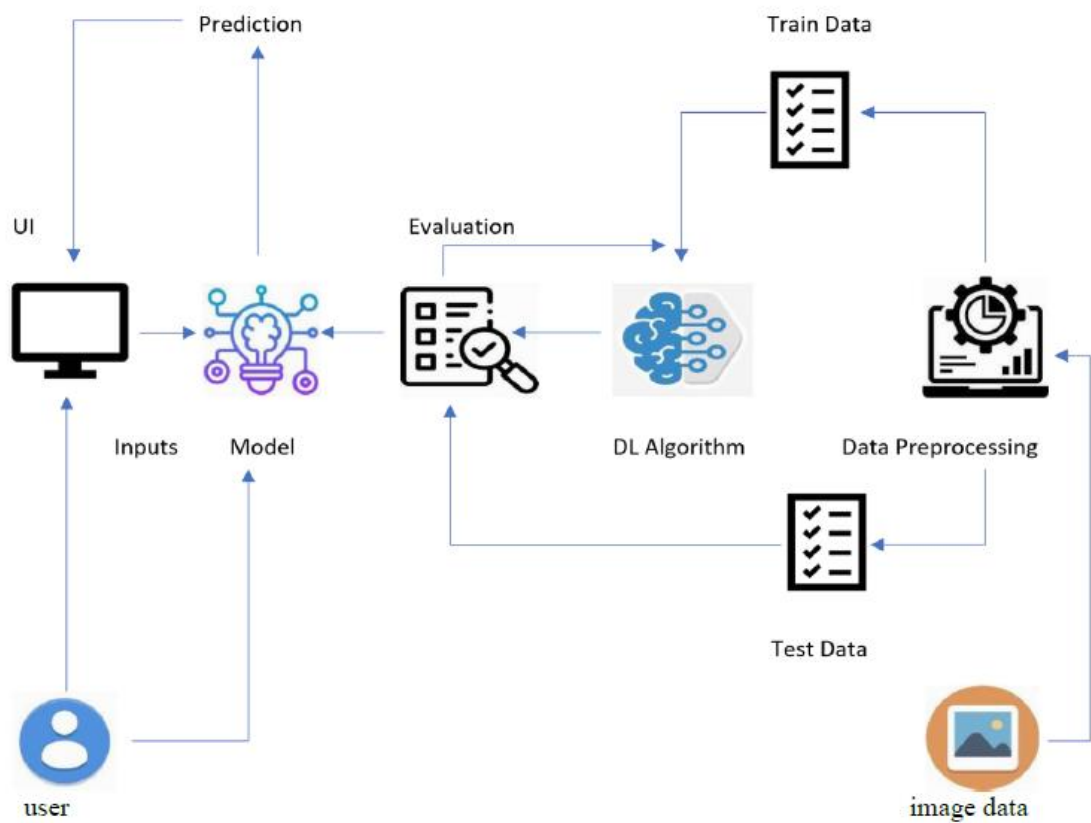 Prediction
Train Data
UI
Evaluation
Inputs
Model
DL Algorithm
Data Preprocessing
Test Data
user
image data